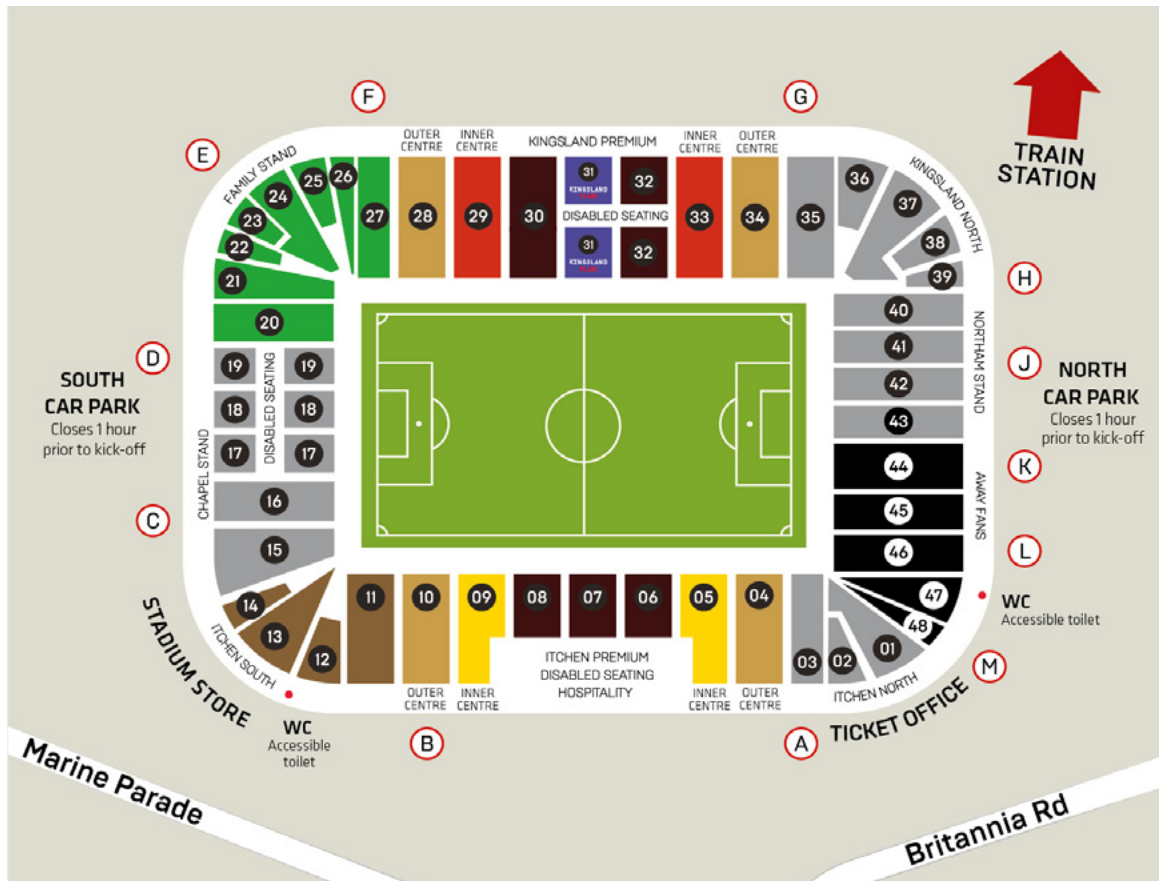 F
G
E
TRAIN
STATION
OUTER
CENTRE
INNER
CENTRE
KINGSLAND PREMIUM
INNER
CENTRE
OUTER
CENTRE
FAMILY STAND
KINGSLAND NORTH
21
22
23
24
25
26
27
28
29
30
31
KINGSLAND
32
DISABLED SEATING
31
KINGSLAND
32
33
34
35
36
37
38
39
H
20
40
D
SOUTH
CAR PARK
Closes 1 hour
prior to kick-off
CHAPEL STAND
19
DISABLED SEATING
19
18
18
17
17
16
15
C
41
42
43
NORTHAM STAND
J
NORTH
CAR PARK
Closes 1 hour
prior to kick-off
44
45
46
AWAY FANS
K
L
47
48
WC
Accessible toilet
M
14
13
12
11
10
09
08
07
06
05
04
03
02
01
ITCHEN SOUTH
STADIUM STORE
WC
Accessible
toilet
OUTER
CENTRE
INNER
CENTRE
ITCHEN PREMIUM
DISABLED SEATING
HOSPITALITY
INNER
CENTRE
OUTER
CENTRE
ITCHEN NORTH
TICKET OFFICE
B
A
Marine Parade
Britannia Rd